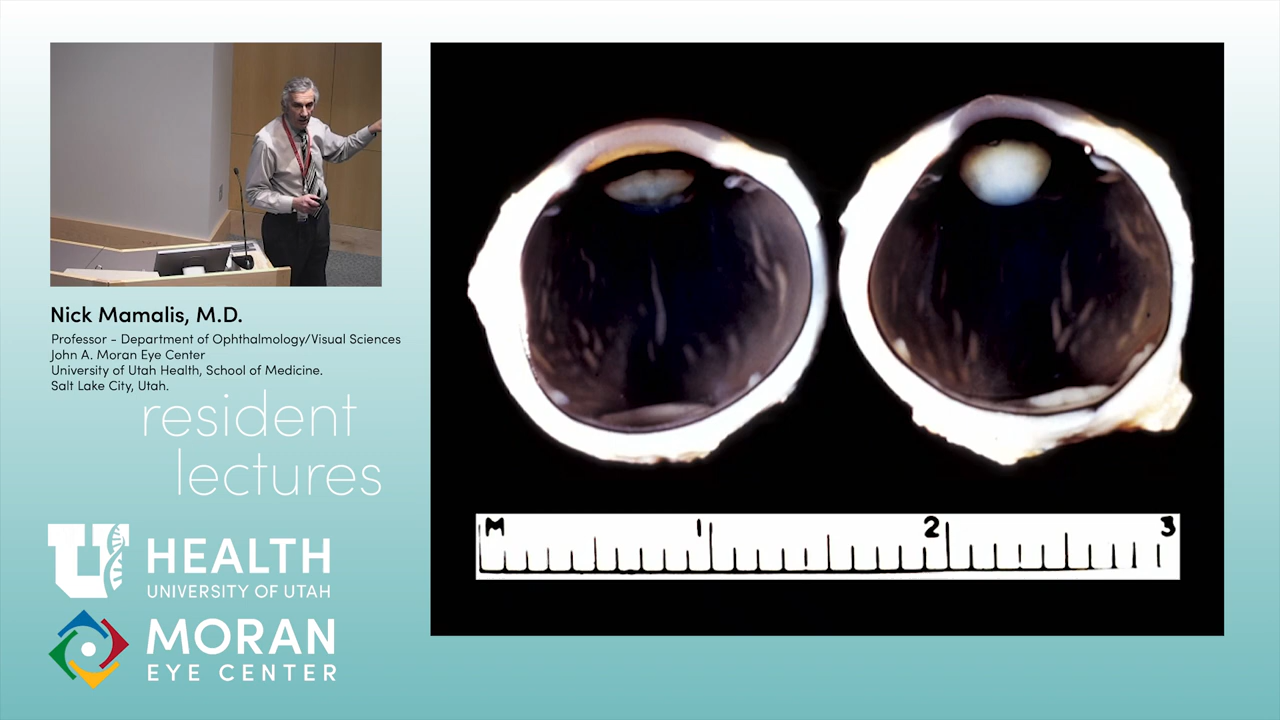 Nick Mamalis, M.D.
Professor - Department of Ophthalmology/Visual Sciences
John A. Moran Eye Center
University of Utah Health, School of Medicine.
Salt Lake City, Utah.
resident
lectures
U HEALTH
UNIVERSITY OF UTAH
MORAN
EYE CENTER
M 1 2 3